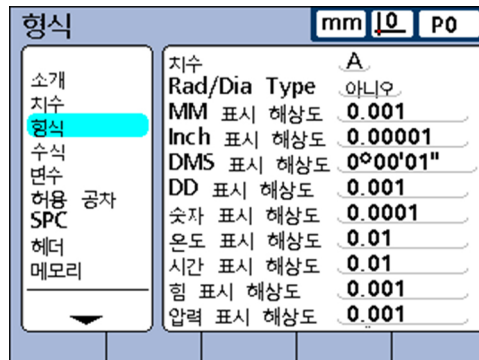 형식 mm 0 P0
소개
치수
형식
수식
변수
허용 공차
SPC
헤더
메모리
치수 A
Rad/Dia Type 아니오
MM 표시 해상도 0.001
Inch 표시 해상도 0.00001
DMS 표시 해상도 0°00'01"
DD 표시 해상도 0.001
숫자 표시 해상도 0.0001
온도 표시 해상도 0.01
시간 표시 해상도 0.01
힘 표시 해상도 0.001
압력 표시 해상도 0.001